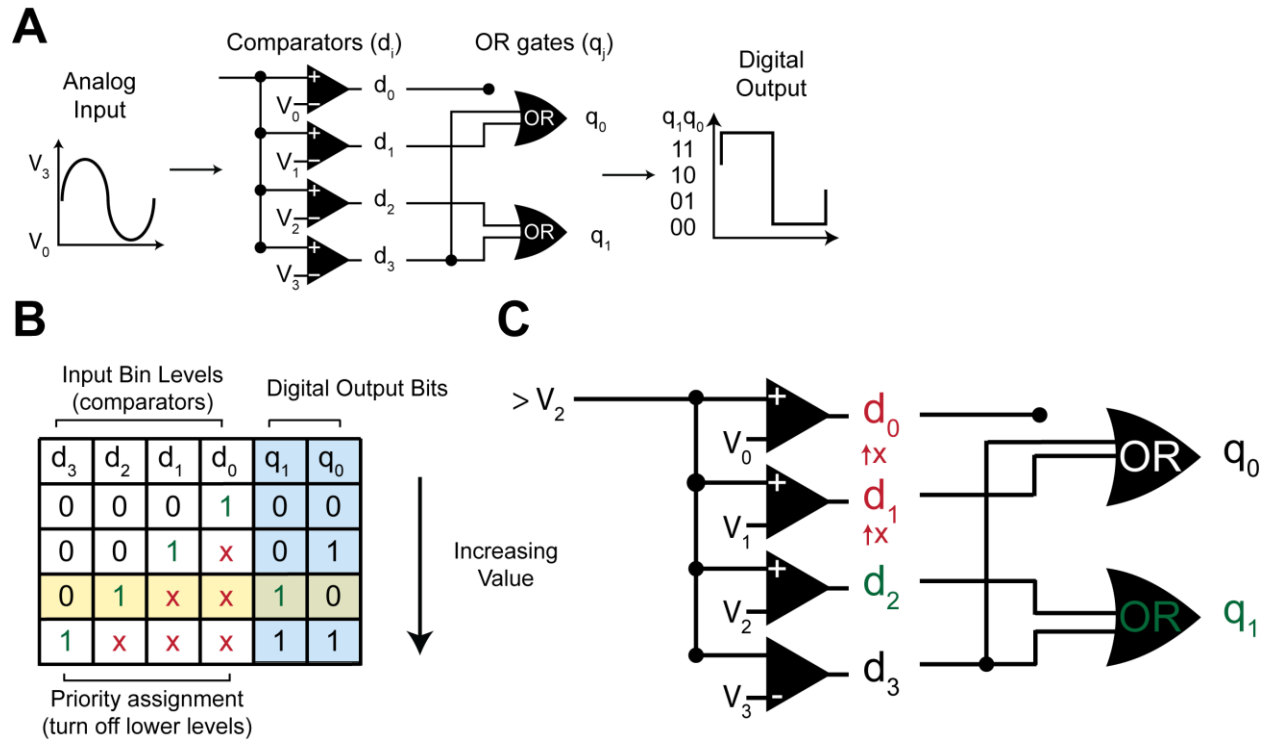 A
Analog
Input
V3
V0
Comparators (di)
+
V0
−
d0
+
V1
−
d1
+
V2
−
d2
+
V3
−
d3
OR gates (qj)
OR
q0
OR
q1
Digital
Output
q1q0
11
10
01
00
B
Input Bin Levels
(comparators)
Digital Output Bits
d3 d2 d1 d0 q1 q0
0 0 0 1 0 0
0 0 1 x 0 1
0 1 x x 1 0
1 x x x 1 1
Priority assignment
(turn off lower levels)
Increasing
Value
C
> V2
+
V0
d0
↑x
+
V1
d1
↑x
+
V2
d2
V3
−
d3
OR
q0
OR
q1